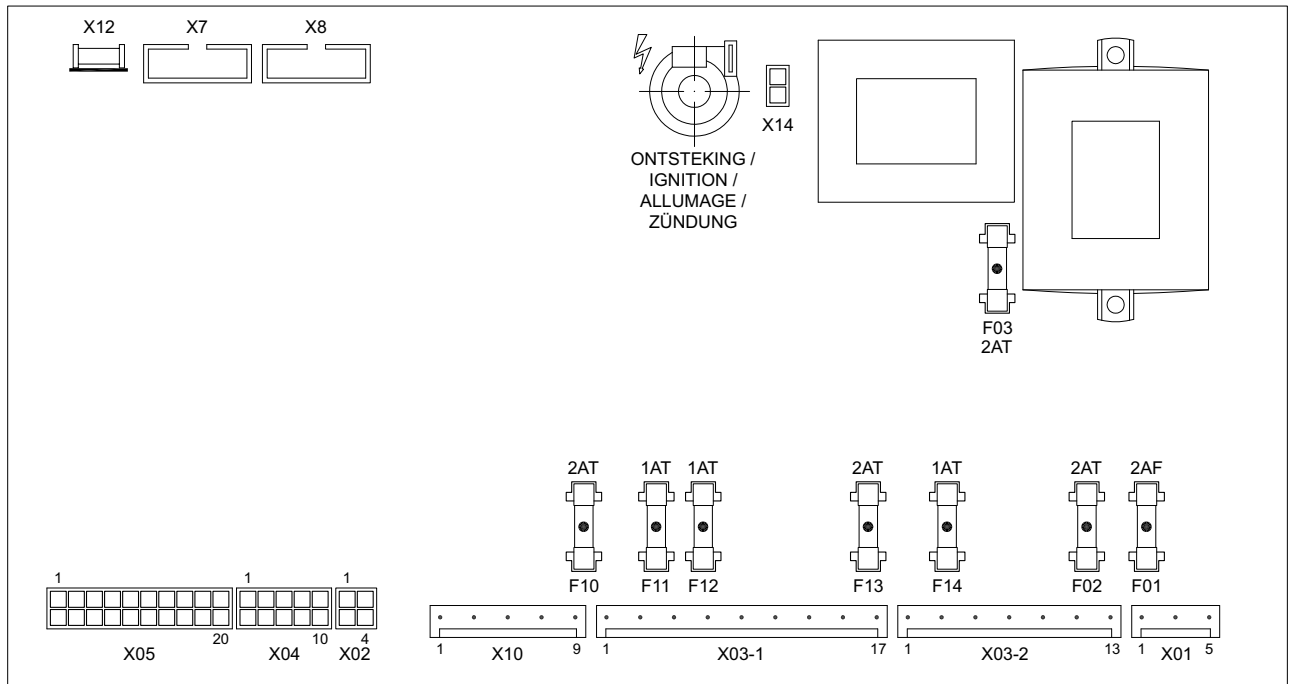 X12 X7 X8
X14
ONTSTEKING /
IGNITION /
ALLUMAGE /
ZÜNDUNG
F03
2AT
2AT 1AT 1AT 2AT 1AT 2AT 2AF
F10 F11 F12 F13 F14 F02 F01
1 1 1
20 10 4
X05 X04 X02
1 9 1 17 1 13 1 5
X10 X03-1 X03-2 X01